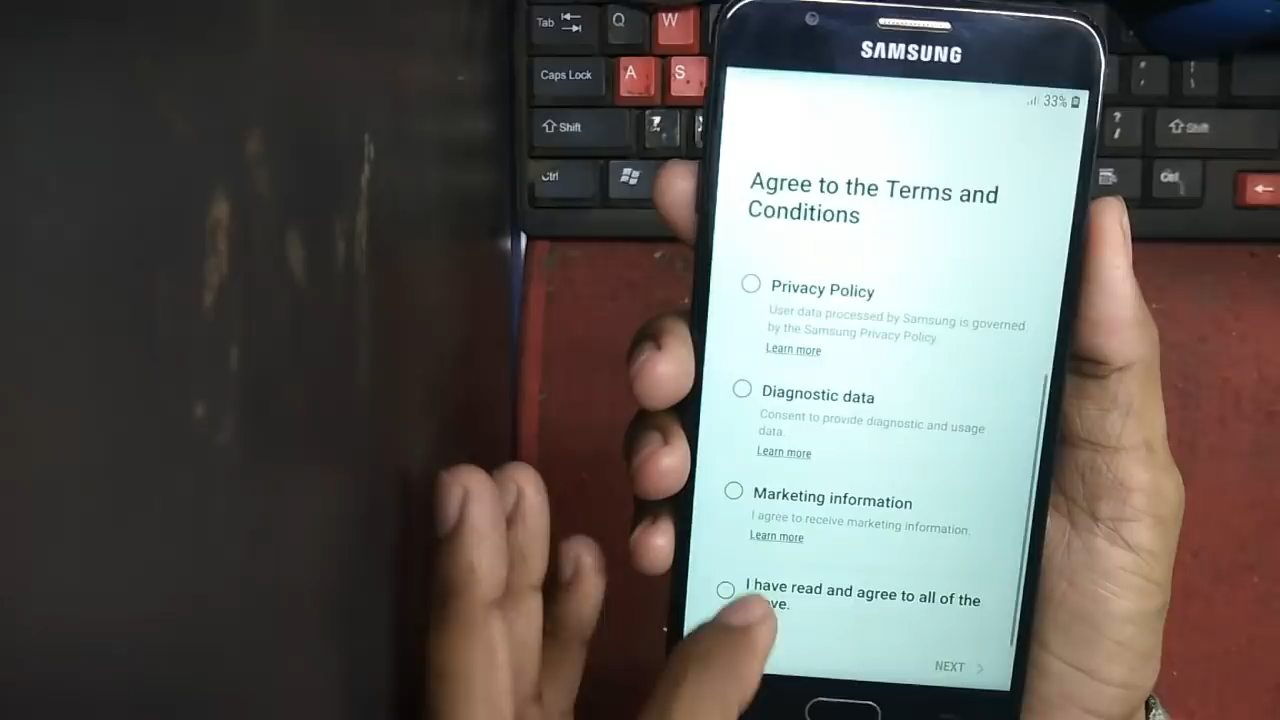 Tab
Q
W
Caps Lock
A
S
Shift
Z
Ctrl
?
/
Shift
Ctrl
SAMSUNG
33%
Agree to the Terms and
Conditions
Privacy Policy
User data processed by Samsung is governed
by the Samsung Privacy Policy.
Learn more
Diagnostic data
Consent to provide diagnostic and usage
data.
Learn more
Marketing information
I agree to receive marketing information.
Learn more
I have read and agree to all of the
NEXT